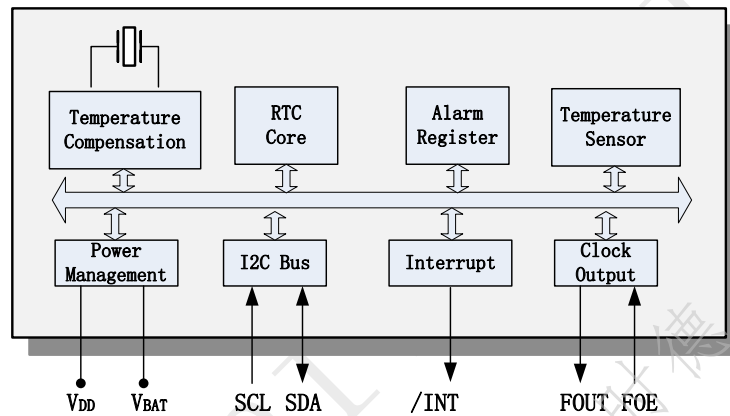 Temperature
Compensation
RTC
Core
Alarm
Register
Temperature
Sensor
Power
Management
I2C Bus
Interrupt
Clock
Output
VDD
VBAT
SCL
SDA
/INT
FOUT
FOE